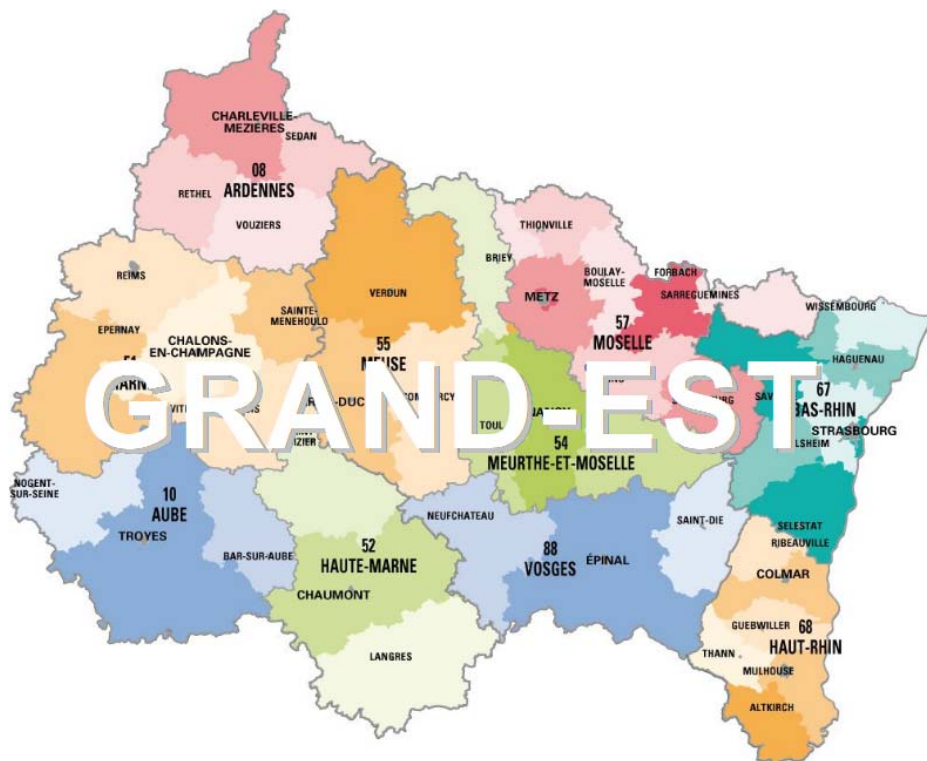 CHARLEVILLE-
MEZIÈRES
SEDAN
08
ARDENNES
RETHEL
VOUZIERS
THIONVILLE
BRIEY
REIMS
BOULAY-
MOSELLE
FORBACH
METZ
SARREGUEMINES
VERDUN
WISSEMBOURG
SAINTE-
MENEHOULD
EPERNAY
57
MOSELLE
CHALONS-
EN-CHAMPAGNE
55
MEUSE
HAGUENAU
67
BAS-RHIN
GRAND-EST
TOUL
STRASBOURG
54
MEURTHE-ET-MOSELLE
NOGENT-
SUR-SEINE
10
AUBE
TROYES
BAR-SUR-AUBE
NEUFCHATEAU
SAINT-DIE
SELESTAT
RIBEAUVILLE
52
HAUTE-MARNE
88
VOSGES
ÉPINAL
COLMAR
CHAUMONT
GUEBWILLER
68
HAUT-RHIN
LANGRES
THANN
MULHOUSE
ALTKIRCH